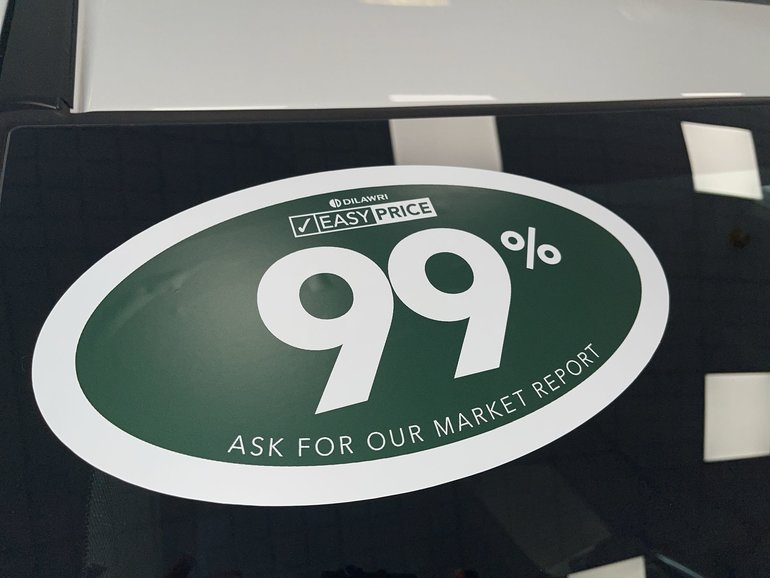 DILAWRI
✓ EASY PRICE
99%
ASK FOR OUR MARKET REPORT